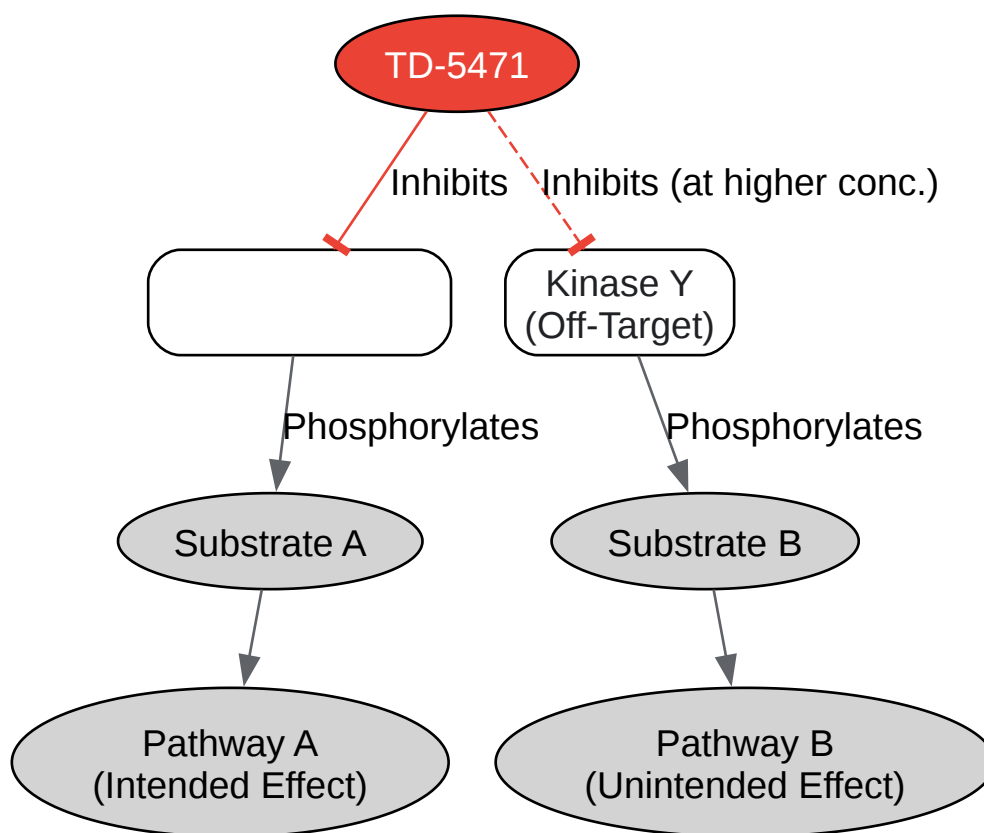 TD-5471
Inhibits
Inhibits (at higher conc.)
Kinase Y
(Off-Target)
Phosphorylates
Phosphorylates
Substrate A
Substrate B
Pathway A
(Intended Effect)
Pathway B
(Unintended Effect)